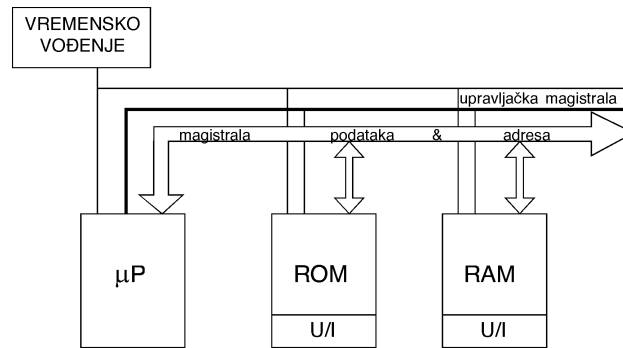 VREMENSKO
VOĐENJE
upravljačka magistrala
magistrala podataka & adresa
μP
ROM
RAM
U/I
U/I